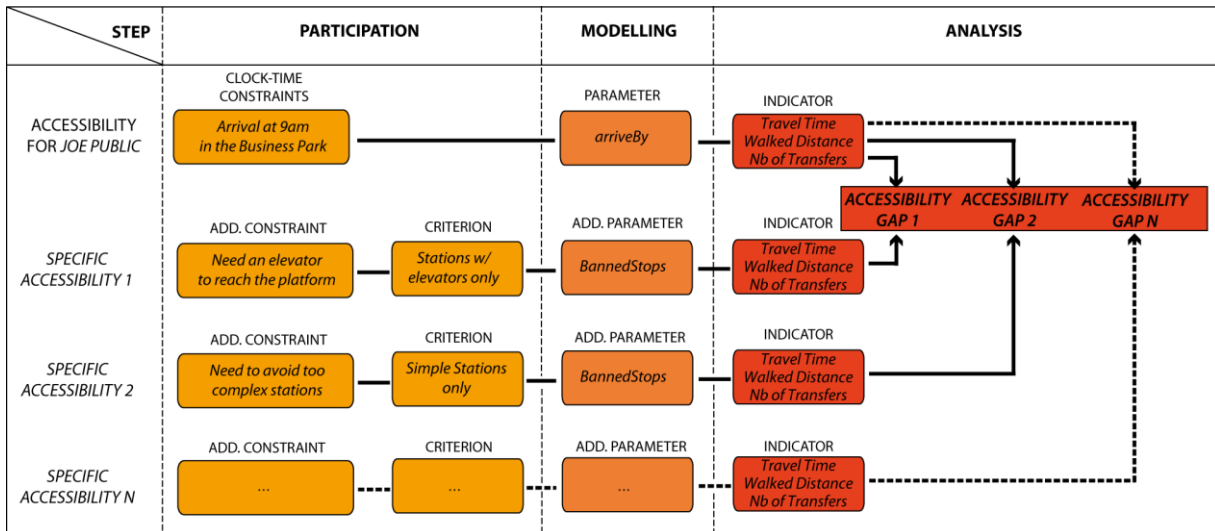 STEP
PARTICIPATION
MODELLING
ANALYSIS
ACCESSIBILITY
FOR JOE PUBLIC
CLOCK-TIME
CONSTRAINTS
Arrival at 9am
in the Business Park
PARAMETER
arriveBy
INDICATOR
Travel Time
Walked Distance
Nb of Transfers
ACCESSIBILITY
GAP 1
ACCESSIBILITY
GAP 2
ACCESSIBILITY
GAP N
SPECIFIC
ACCESSIBILITY 1
ADD. CONSTRAINT
Need an elevator
to reach the platform
CRITERION
Stations w/
elevators only
ADD. PARAMETER
BannedStops
INDICATOR
Travel Time
Walked Distance
Nb of Transfers
SPECIFIC
ACCESSIBILITY 2
ADD. CONSTRAINT
Need to avoid too
complex stations
CRITERION
Simple Stations
only
ADD. PARAMETER
BannedStops
INDICATOR
Travel Time
Walked Distance
Nb of Transfers
SPECIFIC
ACCESSIBILITY N
ADD. CONSTRAINT
...
CRITERION
...
ADD. PARAMETER
...
INDICATOR
Travel Time
Walked Distance
Nb of Transfers